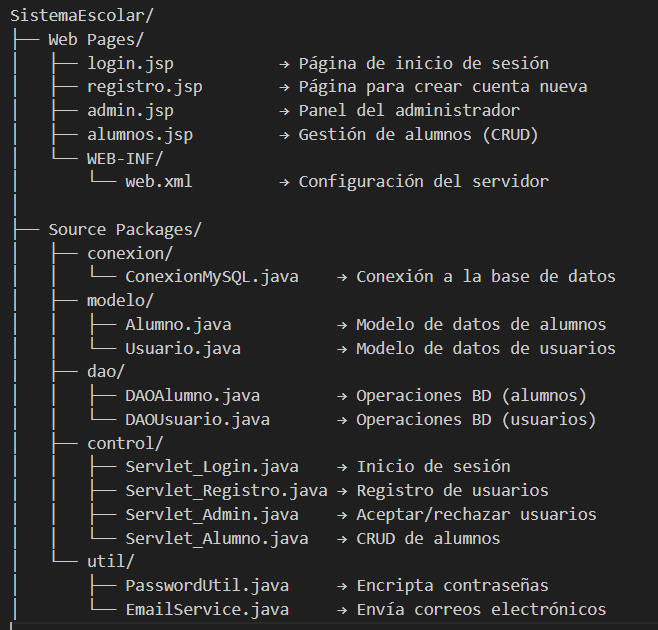 SistemaEscolar/
├── Web Pages/
│   ├── login.jsp           → Página de inicio de sesión
│   ├── registro.jsp        → Página para crear cuenta nueva
│   ├── admin.jsp           → Panel del administrador
│   ├── alumnos.jsp         → Gestión de alumnos (CRUD)
│   └── WEB-INF/
│       └── web.xml         → Configuración del servidor
│
├── Source Packages/
│   ├── conexion/
│   │   └── ConexionMySQL.java    → Conexión a la base de datos
│   ├── modelo/
│   │   ├── Alumno.java           → Modelo de datos de alumnos
│   │   └── Usuario.java          → Modelo de datos de usuarios
│   ├── dao/
│   │   ├── DAOAlumno.java        → Operaciones BD (alumnos)
│   │   └── DAOUsuario.java       → Operaciones BD (usuarios)
│   ├── control/
│   │   ├── Servlet_Login.java    → Inicio de sesión
│   │   ├── Servlet_Registro.java → Registro de usuarios
│   │   ├── Servlet_Admin.java    → Aceptar/rechazar usuarios
│   │   └── Servlet_Alumno.java   → CRUD de alumnos
│   └── util/
│       ├── PasswordUtil.java     → Encripta contraseñas
│       └── EmailService.java     → Envía correos electrónicos